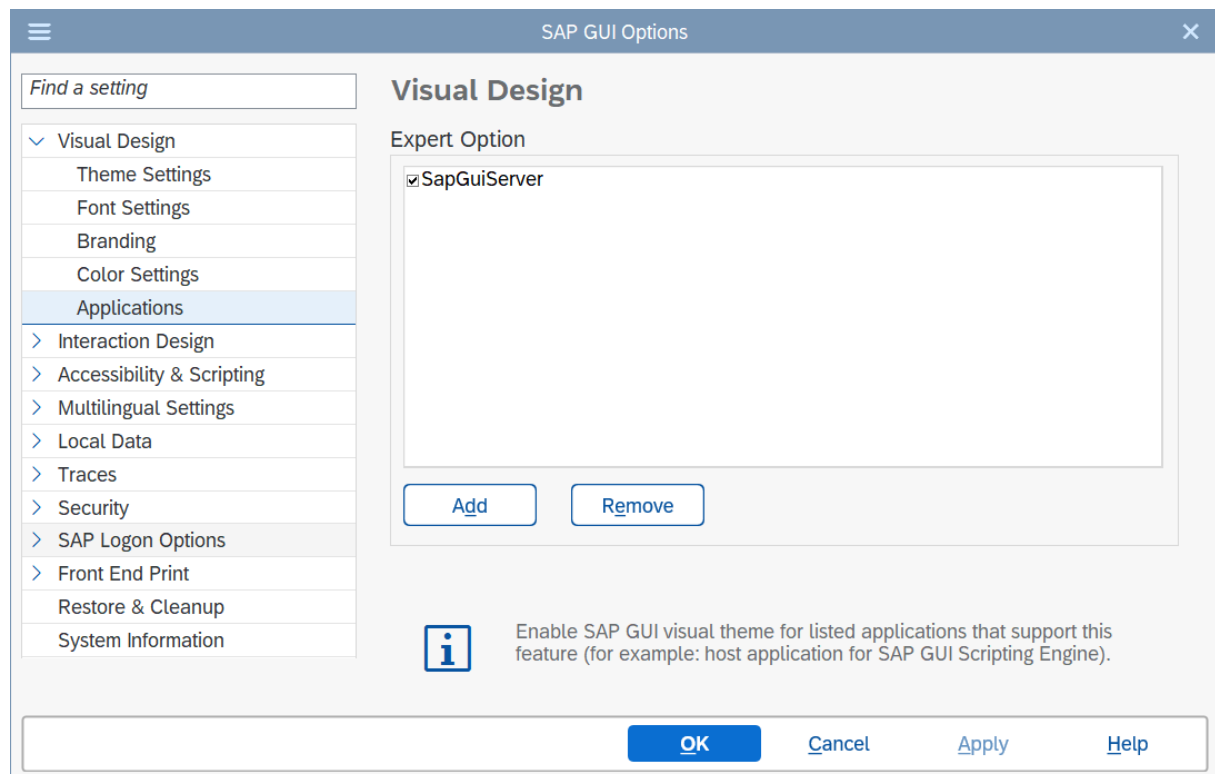 SAP GUI Options
Find a setting
Visual Design
Theme Settings
Font Settings
Branding
Color Settings
Applications
Interaction Design
Accessibility & Scripting
Multilingual Settings
Local Data
Traces
Security
SAP Logon Options
Front End Print
Restore & Cleanup
System Information
Visual Design
Expert Option
SapGuiServer
Add
Remove
Enable SAP GUI visual theme for listed applications that support this
feature (for example: host application for SAP GUI Scripting Engine).
OK
Cancel
Apply
Help